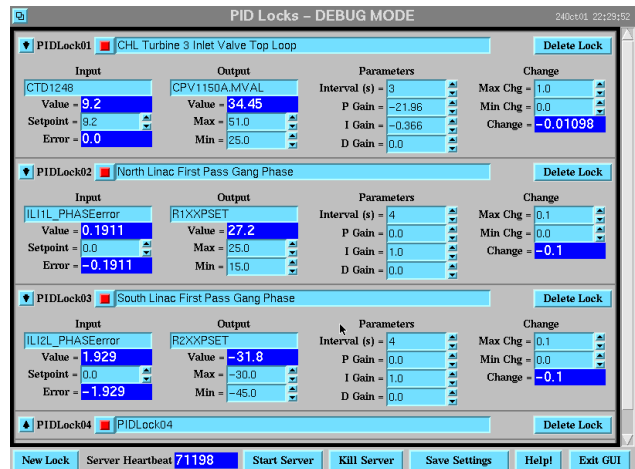 PID Locks – DEBUG MODE 24Oct01 22:29:52
PIDLock01 CHL Turbine 3 Inlet Valve Top Loop Delete Lock
Input Output Parameters Change
CTD1248 CPV1150A.MVAL Interval (s) = 3 Max Chg = 1.0
Value = 9.2 Value = 34.45 P Gain = -21.96 Min Chg = 0.0
Setpoint = 9.2 Max = 51.0 I Gain = -0.366 Change = -0.01098
Error = 0.0 Min = 25.0 D Gain = 0.0
PIDLock02 North Linac First Pass Gang Phase Delete Lock
Input Output Parameters Change
ILI1L_PHASEerror R1XXPSET Interval (s) = 4 Max Chg = 0.1
Value = 0.1911 Value = 27.2 P Gain = 0.0 Min Chg = 0.0
Setpoint = 0.0 Max = 25.0 I Gain = 1.0 Change = -0.1
Error = -0.1911 Min = 15.0 D Gain = 0.0
PIDLock03 South Linac First Pass Gang Phase Delete Lock
Input Output Parameters Change
ILI2L_PHASEerror R2XXPSET Interval (s) = 4 Max Chg = 0.1
Value = 1.929 Value = -31.8 P Gain = 0.0 Min Chg = 0.0
Setpoint = 0.0 Max = -30.0 I Gain = 1.0 Change = -0.1
Error = -1.929 Min = -45.0 D Gain = 0.0
PIDLock04 PIDLock04 Delete Lock
New Lock Server Heartbeat 71198 Start Server Kill Server Save Settings Help! Exit GUI